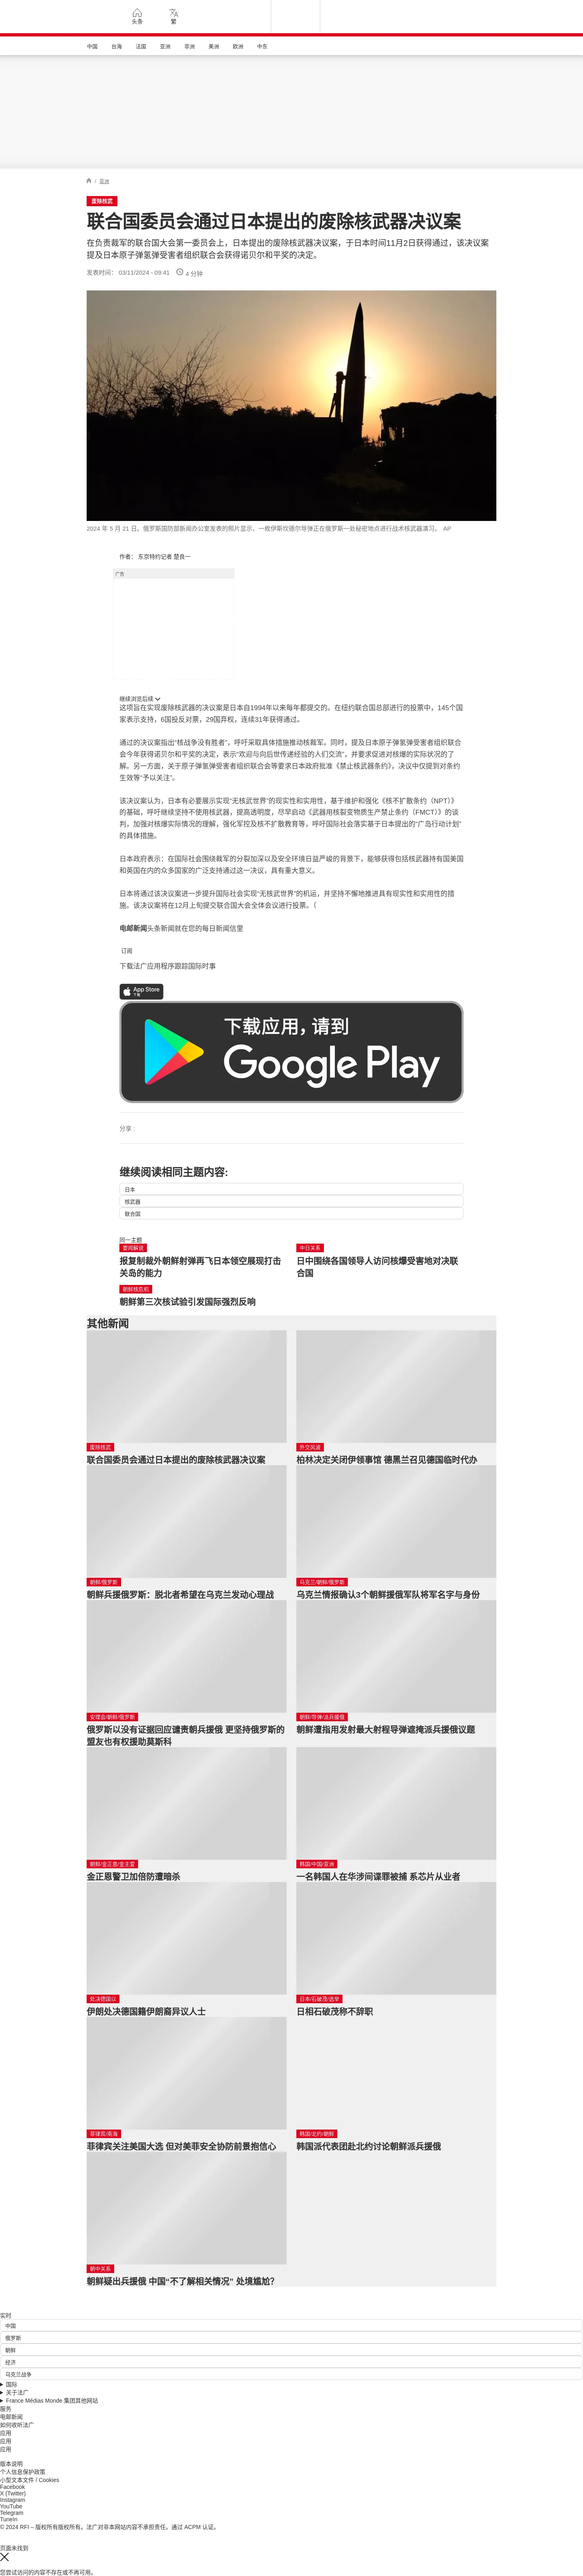 头条
繁
中国 台海 法国 亚洲 非洲 美洲 欧洲 中东
/ 亚洲
废除核武
联合国委员会通过日本提出的废除核武器决议案
在负责裁军的联合国大会第一委员会上，日本提出的废除核武器决议案，于日本时间11月2日获得通过，该决议案
提及日本原子弹氢弹受害者组织联合会获得诺贝尔和平奖的决定。
发表时间： 03/11/2024 - 09:41 4 分钟
2024 年 5 月 21 日。俄罗斯国防部新闻办公室发表的照片显示，一枚伊斯坎德尔导弹正在俄罗斯一处秘密地点进行战术核武器演习。 AP
作者： 东京特约记者 楚良一
广告
继续浏览后续
这项旨在实现废除核武器的决议案是日本自1994年以来每年都提交的。在纽约联合国总部进行的投票中，145个国
家表示支持，6国投反对票，29国弃权，连续31年获得通过。
通过的决议案指出“核战争没有胜者”，呼吁采取具体措施推动核裁军。同时，提及日本原子弹氢弹受害者组织联合
会今年获得诺贝尔和平奖的决定，表示“欢迎与向后世传递经验的人们交流”，并要求促进对核爆的实际状况的了
解。另一方面，关于原子弹氢弹受害者组织联合会等要求日本政府批准《禁止核武器条约》，决议中仅提到对条约
生效等“予以关注”。
该决议案认为，日本有必要展示实现“无核武世界”的现实性和实用性，基于维护和强化《核不扩散条约（NPT）》
的基础，呼吁继续坚持不使用核武器，提高透明度，尽早启动《武器用核裂变物质生产禁止条约（FMCT）》的谈
判，加强对核爆实际情况的理解，强化军控及核不扩散教育等，呼吁国际社会落实基于日本提出的“广岛行动计划”
的具体措施。
日本政府表示：在国际社会围绕裁军的分裂加深以及安全环境日益严峻的背景下，能够获得包括核武器持有国美国
和英国在内的众多国家的广泛支持通过这一决议，具有重大意义。
日本将通过该决议案进一步提升国际社会实现“无核武世界”的机运，并坚持不懈地推进具有现实性和实用性的措
施。该决议案将在12月上旬提交联合国大会全体会议进行投票。（
电邮新闻头条新闻就在您的每日新闻信里
订阅
下载法广应用程序跟踪国际时事
App Store
下载
下载应用，请到
Google Play
分享 :
继续阅读相同主题内容:
日本
核武器
联合国
同一主题
要闻解说
报复制裁外朝鲜射弹再飞日本领空展现打击
关岛的能力
中日关系
日中围绕各国领导人访问核爆受害地对决联
合国
朝鲜核危机
朝鲜第三次核试验引发国际强烈反响
其他新闻
废除核武
联合国委员会通过日本提出的废除核武器决议案
外交风波
柏林决定关闭伊领事馆 德黑兰召见德国临时代办
朝鲜/俄罗斯
朝鲜兵援俄罗斯：脱北者希望在乌克兰发动心理战
乌克兰/朝鲜/俄罗斯
乌克兰情报确认3个朝鲜援俄军队将军名字与身份
安理会/朝鲜/俄罗斯
俄罗斯以没有证据回应谴责朝兵援俄 更坚持俄罗斯的
盟友也有权援助莫斯科
朝鲜/导弹/派兵援俄
朝鲜遭指用发射最大射程导弹遮掩派兵援俄议题
朝鲜/金正恩/金主爱
金正恩警卫加倍防遭暗杀
韩国/中国/亚洲
一名韩国人在华涉间谍罪被捕 系芯片从业者
处决德国以
伊朗处决德国籍伊朗裔异议人士
日本/石破茂/选举
日相石破茂称不辞职
菲律宾/南海
菲律宾关注美国大选 但对美菲安全协防前景抱信心
韩国/北约/朝鲜
韩国派代表团赴北约讨论朝鲜派兵援俄
朝中关系
朝鲜疑出兵援俄 中国"不了解相关情况" 处境尴尬?
实时
中国
俄罗斯
朝鲜
经济
乌克兰战争
国际
关于法广
France Médias Monde 集团其他网站
服务
电邮新闻
如何收听法广
应用
应用
应用
版本说明
个人信息保护政策
小型文本文件 / Cookies
Facebook
X (Twitter)
Instagram
YouTube
Telegram
TuneIn
© 2024 RFI – 版权所有版权所有。法广对非本网站内容不承担责任。通过 ACPM 认证。
页面未找到
您尝试访问的内容不存在或不再可用。